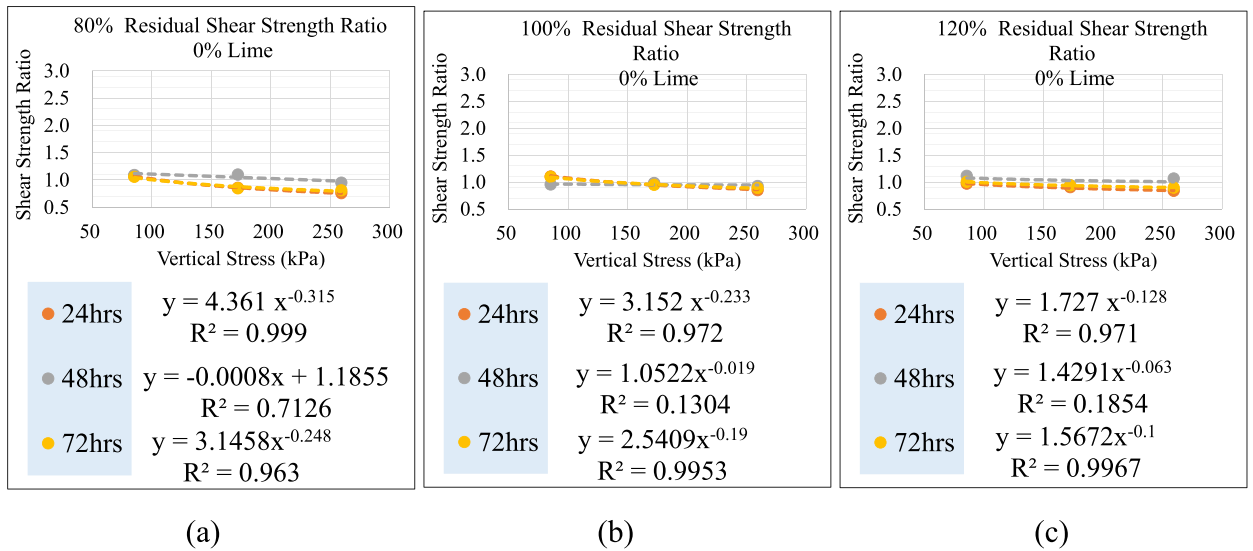 80% Residual Shear Strength Ratio
0% Lime
Shear Strength Ratio
3.0
2.5
2.0
1.5
1.0
0.5
50 100 150 200 250 300
Vertical Stress (kPa)
24hrs y = 4.361 x^-0.315
R² = 0.999
48hrs y = -0.0008x + 1.1855
R² = 0.7126
72hrs y = 3.1458x^-0.248
R² = 0.963
(a)
100% Residual Shear Strength
Ratio
0% Lime
Shear Strength Ratio
3.0
2.5
2.0
1.5
1.0
0.5
50 100 150 200 250 300
Vertical Stress (kPa)
24hrs y = 3.152 x^-0.233
R² = 0.972
48hrs y = 1.0522x^-0.019
R² = 0.1304
72hrs y = 2.5409x^-0.19
R² = 0.9953
(b)
120% Residual Shear Strength
Ratio
0% Lime
Shear Strength Ratio
3.0
2.5
2.0
1.5
1.0
0.5
50 100 150 200 250 300
Vertical Stress (kPa)
24hrs y = 1.727 x^-0.128
R² = 0.971
48hrs y = 1.4291x^-0.063
R² = 0.1854
72hrs y = 1.5672x^-0.1
R² = 0.9967
(c)